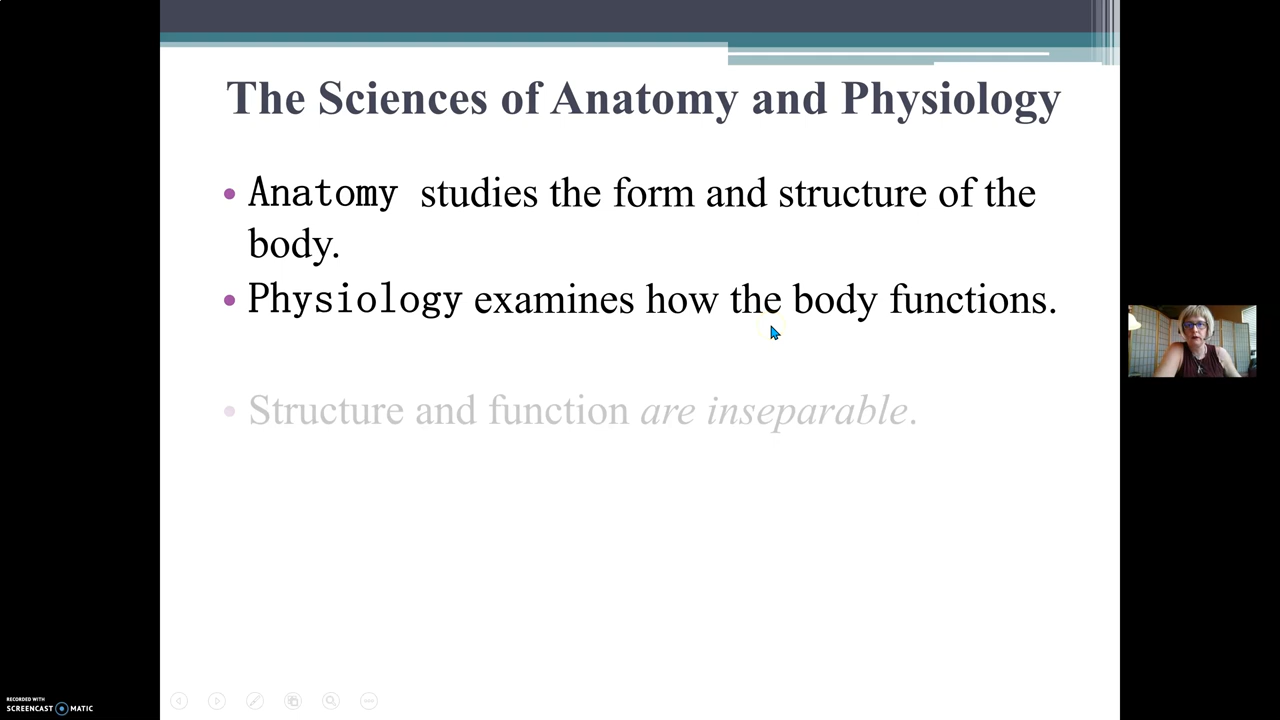 The Sciences of Anatomy and Physiology
• Anatomy studies the form and structure of the
body.
• Physiology examines how the body functions.
• Structure and function are inseparable.
RECORDED WITH
SCREENCAST MATIC